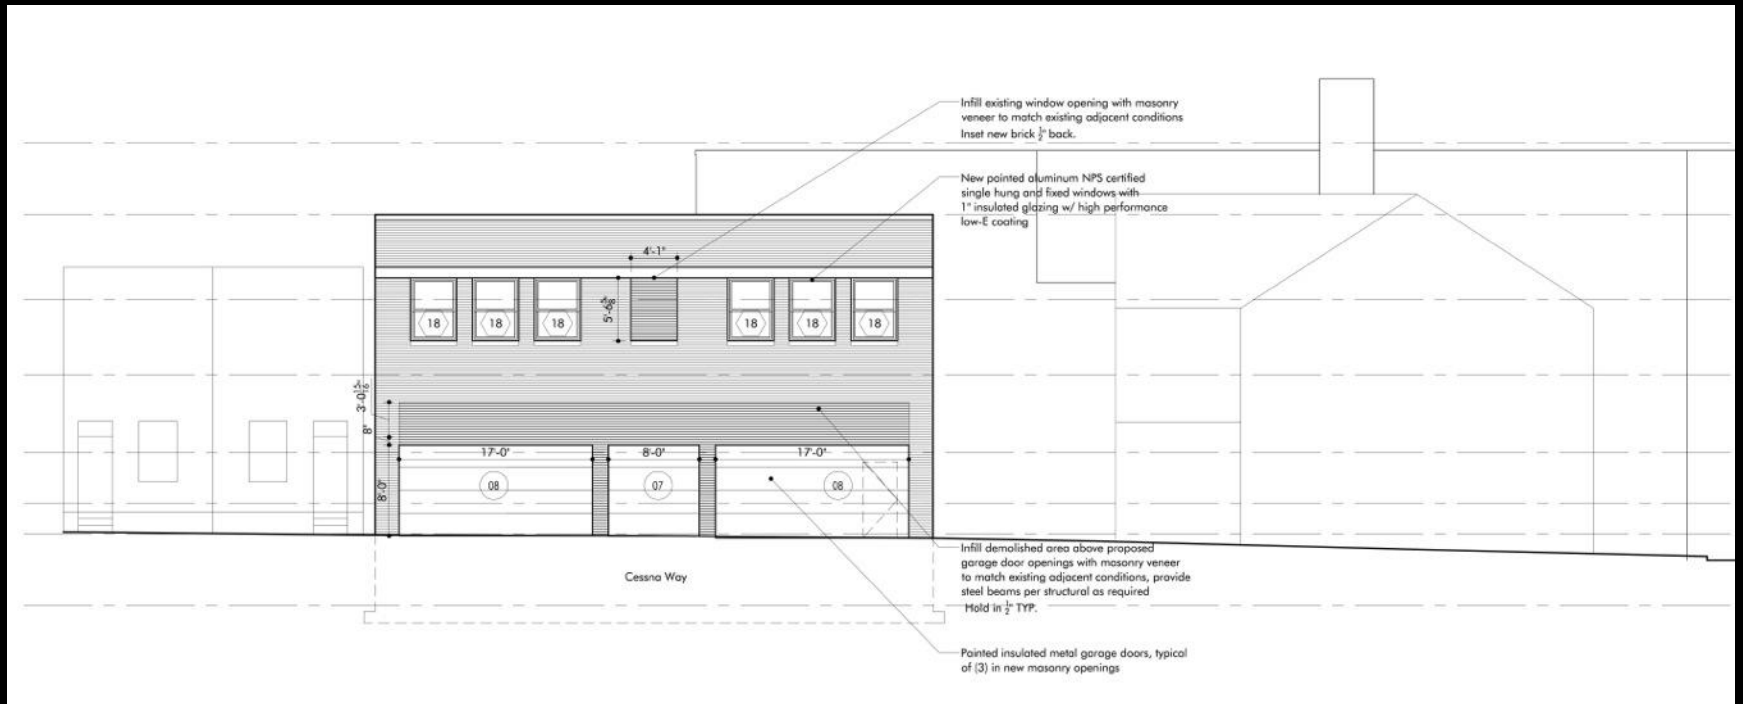 Infill existing window opening with masonry
veneer to match existing adjacent conditions
Inset new brick ½" back.
New painted aluminum NPS certified
single hung and fixed windows with
1" insulated glazing w/ high performance
low-E coating
4'-1"
5'-6⅝"
18
18
18
18
18
18
3'-0 5/16"
8"
17'-0"
8'-0"
17'-0"
8'-0"
08
07
08
Infill demolished area above proposed
garage door openings with masonry veneer
to match existing adjacent conditions, provide
steel beams per structural as required
Hold in ½" TYP.
Cessna Way
Painted insulated metal garage doors, typical
of (3) in new masonry openings